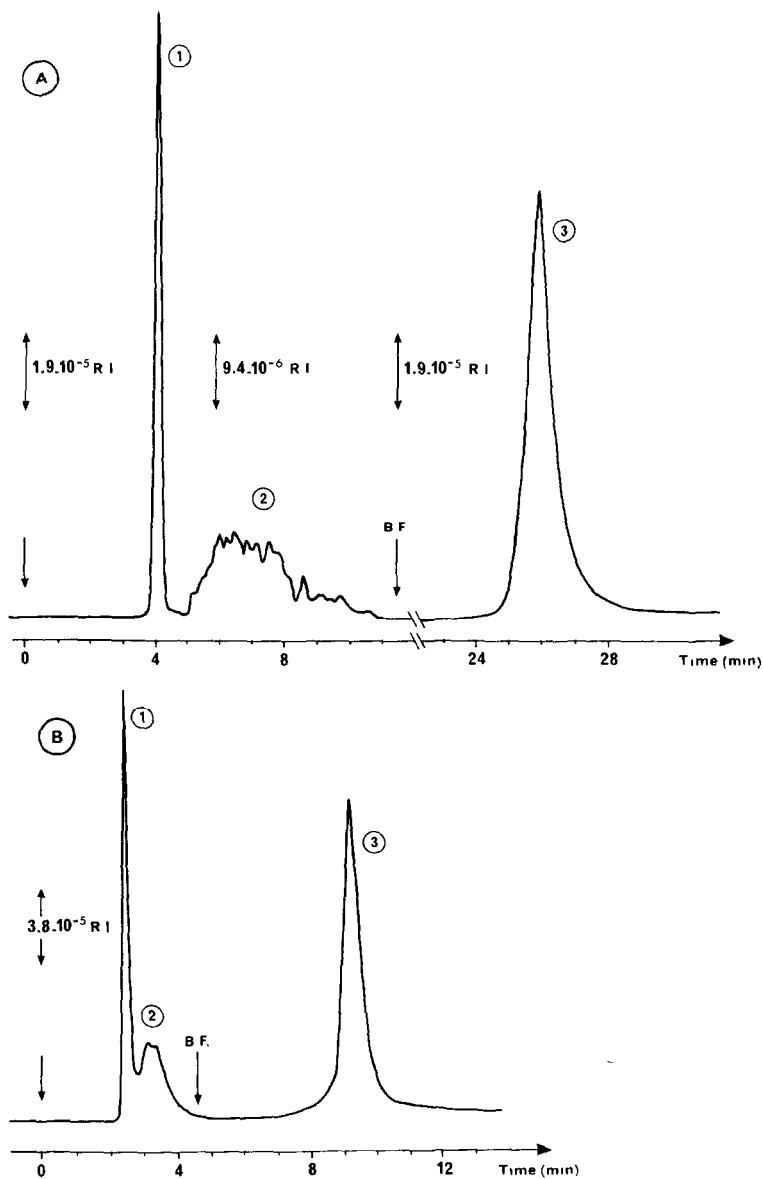 A
1
3
1.9.10⁻⁵ R I
9.4.10⁻⁶ R I
1.9.10⁻⁵ R I
2
B F
0 4 8 24 28 Time (min)
B
1
3
3.8.10⁻⁵ R I
2
B F.
0 4 8 12 Time (min)